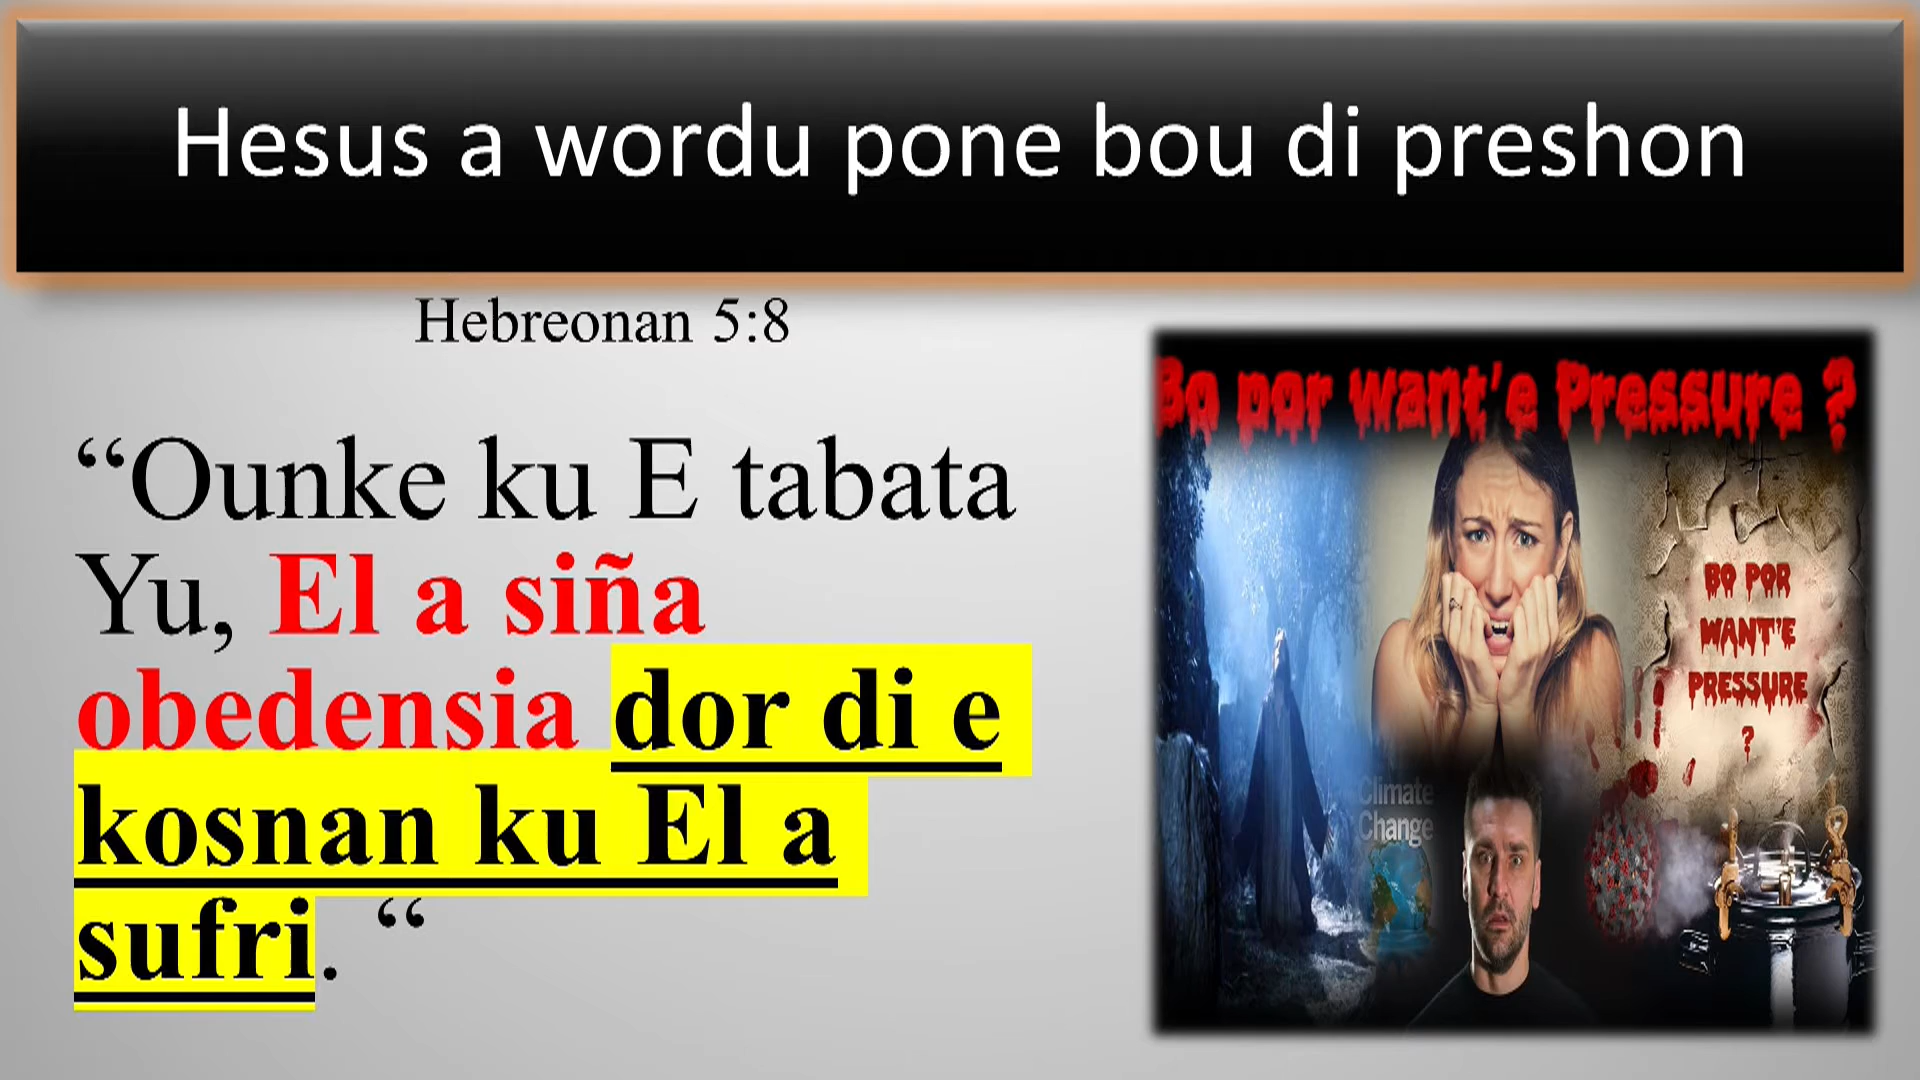 Hesus a wordu pone bou di preshon
Hebreonan 5:8
“Ounke ku E tabata
Yu, El a siña
obedensia dor di e
kosnan ku El a
sufri. “
Bo por want’e Pressure ?
BO POR
WANT'E
PRESSURE
?
Climate
Change